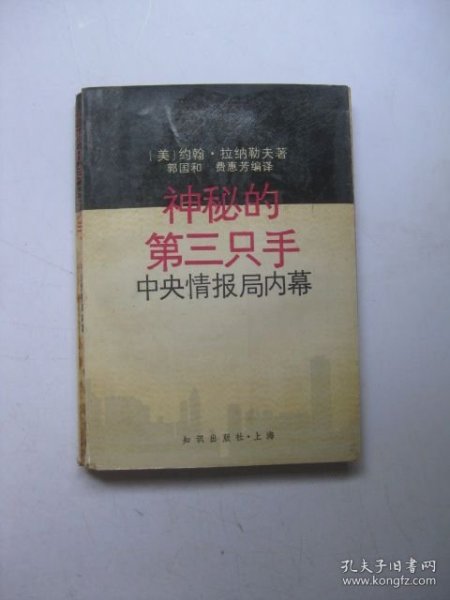 〔美〕约翰·拉纳勒夫著
郭国和 费惠芳编译
神秘的
第三只手
中央情报局内幕
知识出版社·上海
孔夫子旧书网
www.kongfz.com